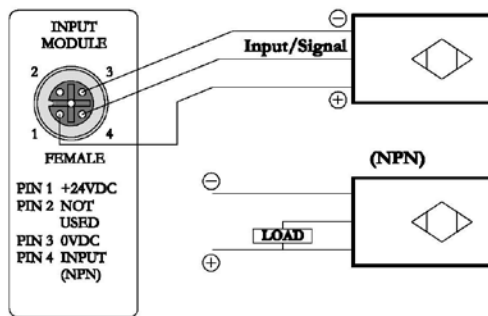 INPUT
MODULE
2 3
1 4
FEMALE
PIN 1 +24VDC
PIN 2 NOT
USED
PIN 3 0VDC
PIN 4 INPUT
(NPN)
−
Input/Signal
+
(NPN)
−
LOAD
+